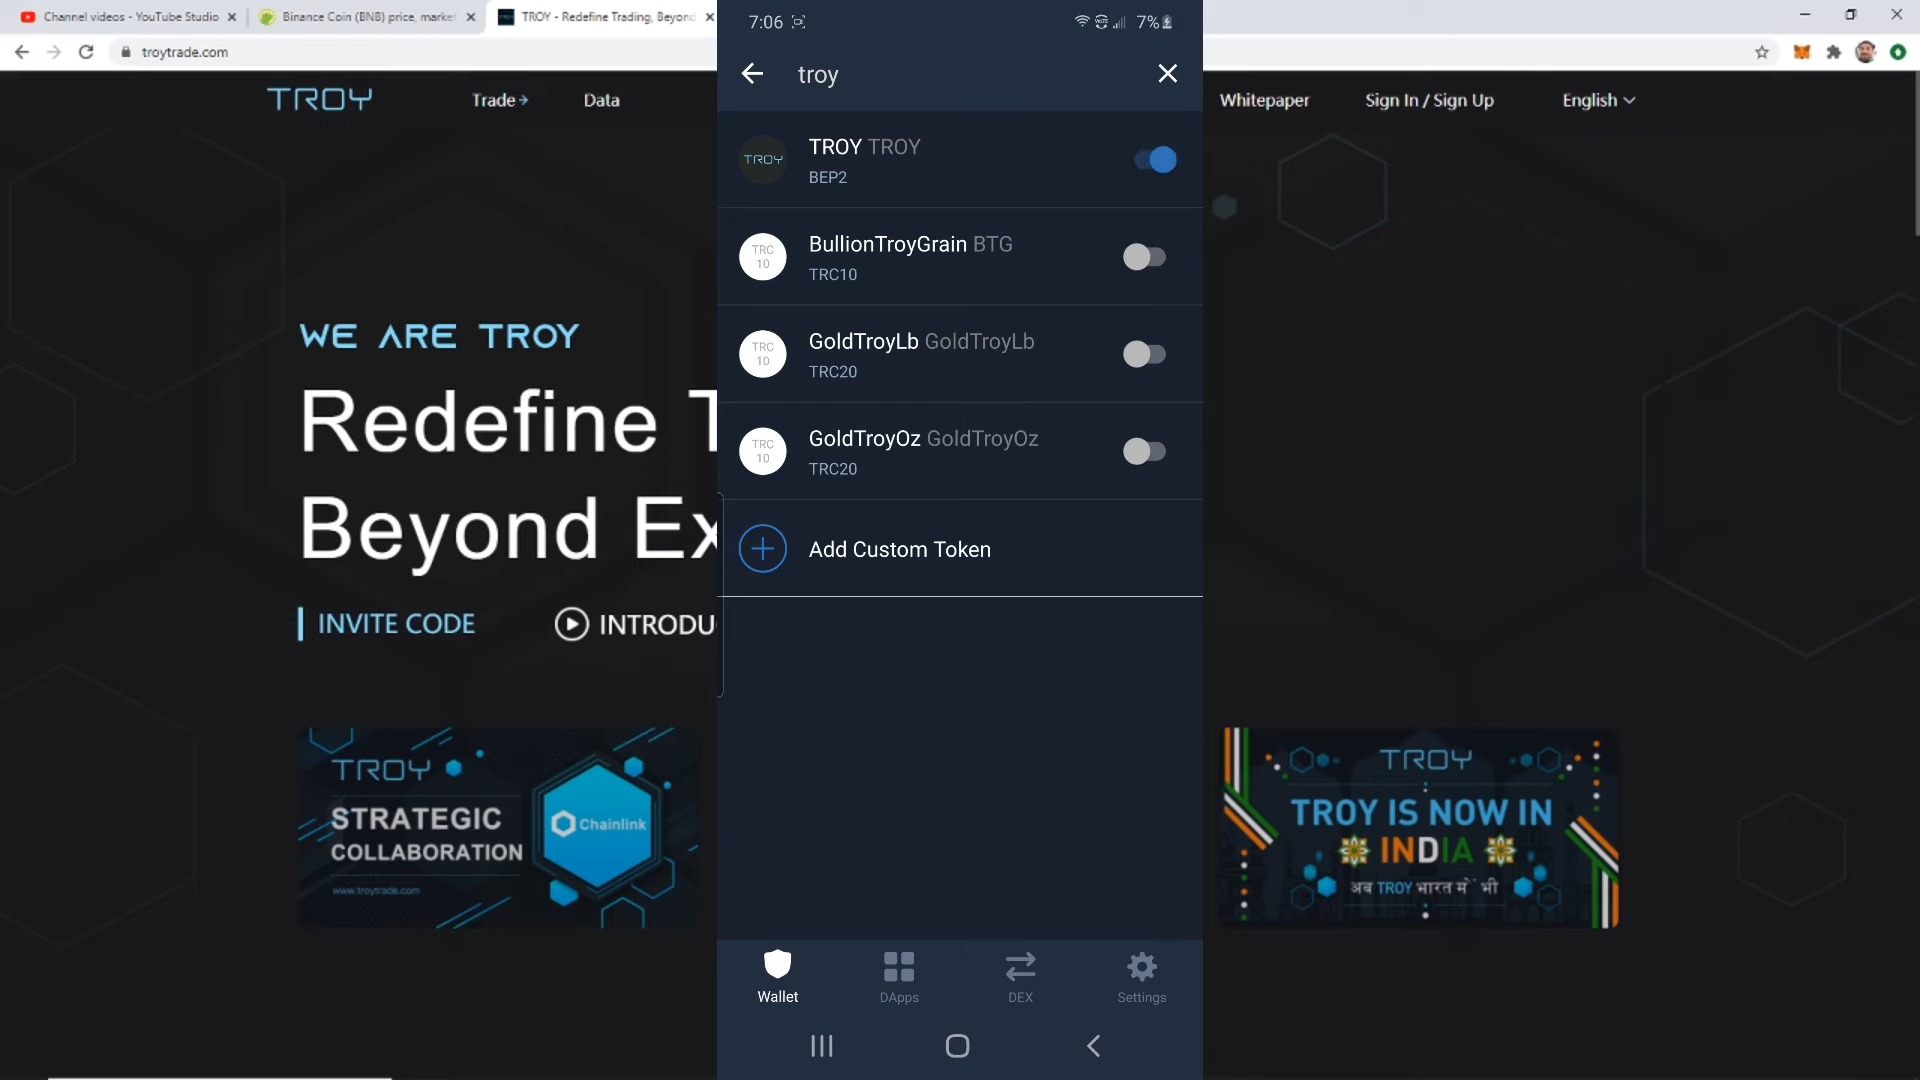 Channel videos - YouTube Studio
Binance Coin (BNB) price, marke
TROY - Redefine Trading, Beyond
troytrade.com
TROY
Trade
Data
Whitepaper
Sign In / Sign Up
English
WE ARE TROY
Redefine T
Beyond Ex
INVITE CODE
INTRODU
TROY
STRATEGIC
COLLABORATION
www.troytrade.com
Chainlink
7:06
7%
troy
TROY
TROY TROY
BEP2
TRC
10
BullionTroyGrain BTG
TRC10
TRC
10
GoldTroyLb GoldTroyLb
TRC20
TRC
10
GoldTroyOz GoldTroyOz
TRC20
Add Custom Token
Wallet
DApps
DEX
Settings
TROY
TROY IS NOW IN
INDIA
अब TROY भारत में भी